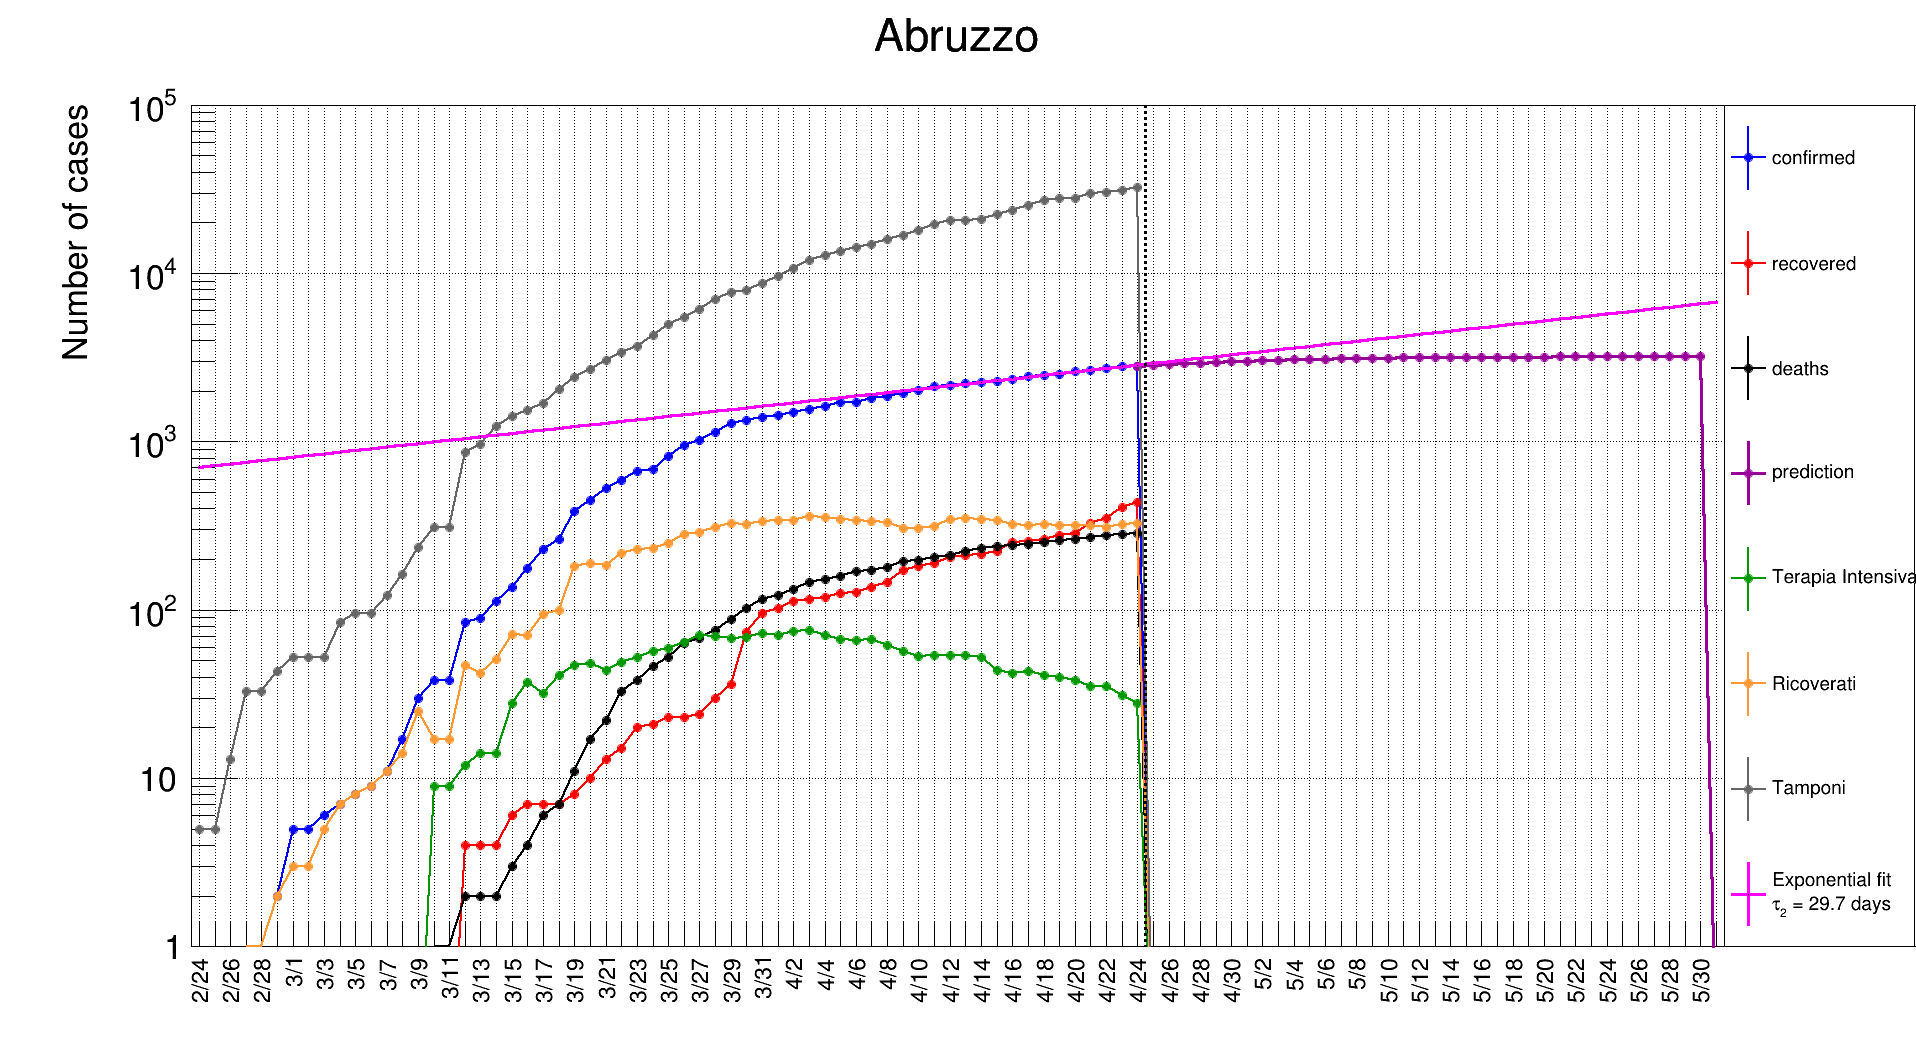 Abruzzo
Number of cases
10^5
10^4
10^3
10^2
10
1
2/24 2/26 2/28 3/1 3/3 3/5 3/7 3/9 3/11 3/13 3/15 3/17 3/19 3/21 3/23 3/25 3/27 3/29 3/31 4/2 4/4 4/6 4/8 4/10 4/12 4/14 4/16 4/18 4/20 4/22 4/24 4/26 4/28 4/30 5/2 5/4 5/6 5/8 5/10 5/12 5/14 5/16 5/18 5/20 5/22 5/24 5/26 5/28 5/30
confirmed
recovered
deaths
prediction
Terapia Intensiva
Ricoverati
Tamponi
Exponential fit
τ₂ = 29.7 days